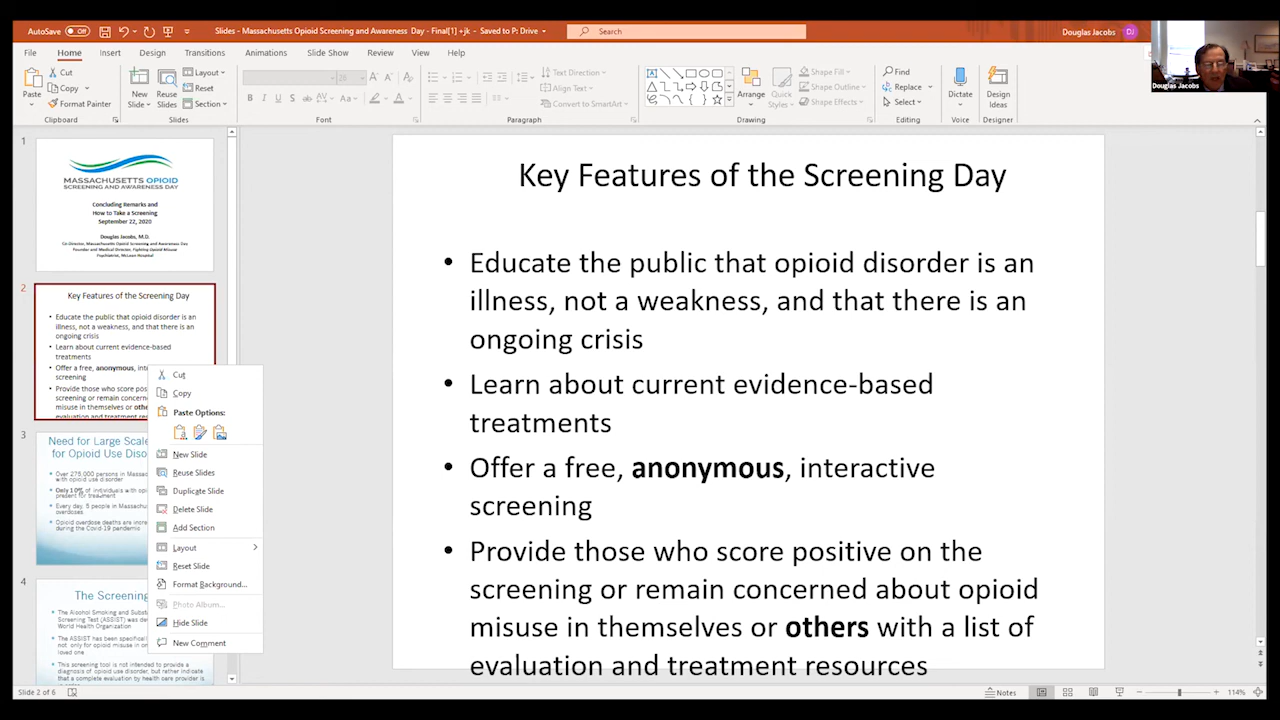 AutoSave Off
Slides - Massachusetts Opioid Screening and Awareness Day - Final[1] +jk - Saved to P: Drive
Search
Douglas Jacobs DJ
File Home Insert Design Transitions Animations Slide Show Review View Help
Paste
Cut
Copy
Format Painter
New Slide
Reuse Slides
Layout
Reset
Section
Text Direction
Align Text
Convert to SmartArt
Arrange
Quick Styles
Shape Fill
Shape Outline
Shape Effects
Find
Replace
Select
Dictate
Design Ideas
Douglas Jacobs
Clipboard Slides Font Paragraph Drawing Editing Voice Designer
1
MASSACHUSETTS OPIOID
SCREENING AND AWARENESS DAY
Concluding Remarks and
How to Take a Screening
September 22, 2020
Douglas Jacobs, M.D.
Co-Director, Massachusetts Opioid Screening and Awareness Day
Founder and Medical Director, Fighting Opioid Misuse
Psychiatrist, McLean Hospital
2
Key Features of the Screening Day
Educate the public that opioid disorder is an
illness, not a weakness, and that there is an
ongoing crisis
Learn about current evidence-based
treatments
Offer a free, anonymous,
screening
Provide those who score
screening or remain concerned
misuse in themselves or
evaluation and treatment
3
Need for Large Scale
for Opioid Use
Over 275,000 persons in
with opioid use disorder
Only 10% of individuals with
present for treatment
Every day, 5 people in
overdoses
Opioid overdose deaths are
during the Covid-19 pandemic
4
The Screening
The Alcohol Smoking and
Screening Test (ASSIST) was
World Health Organization
The ASSIST has been
not only for opioid misuse in
loved one
This screening tool is not intended to provide a
diagnosis of opioid use disorder, but rather indicate
that a complete evaluation by health care provider is
Cut
Copy
Paste Options:
New Slide
Reuse Slides
Duplicate Slide
Delete Slide
Add Section
Layout
Reset Slide
Format Background...
Photo Album...
Hide Slide
New Comment
Key Features of the Screening Day
• Educate the public that opioid disorder is an
illness, not a weakness, and that there is an
ongoing crisis
• Learn about current evidence-based
treatments
• Offer a free, anonymous, interactive
screening
• Provide those who score positive on the
screening or remain concerned about opioid
misuse in themselves or others with a list of
evaluation and treatment resources
Slide 2 of 6
Notes
114%